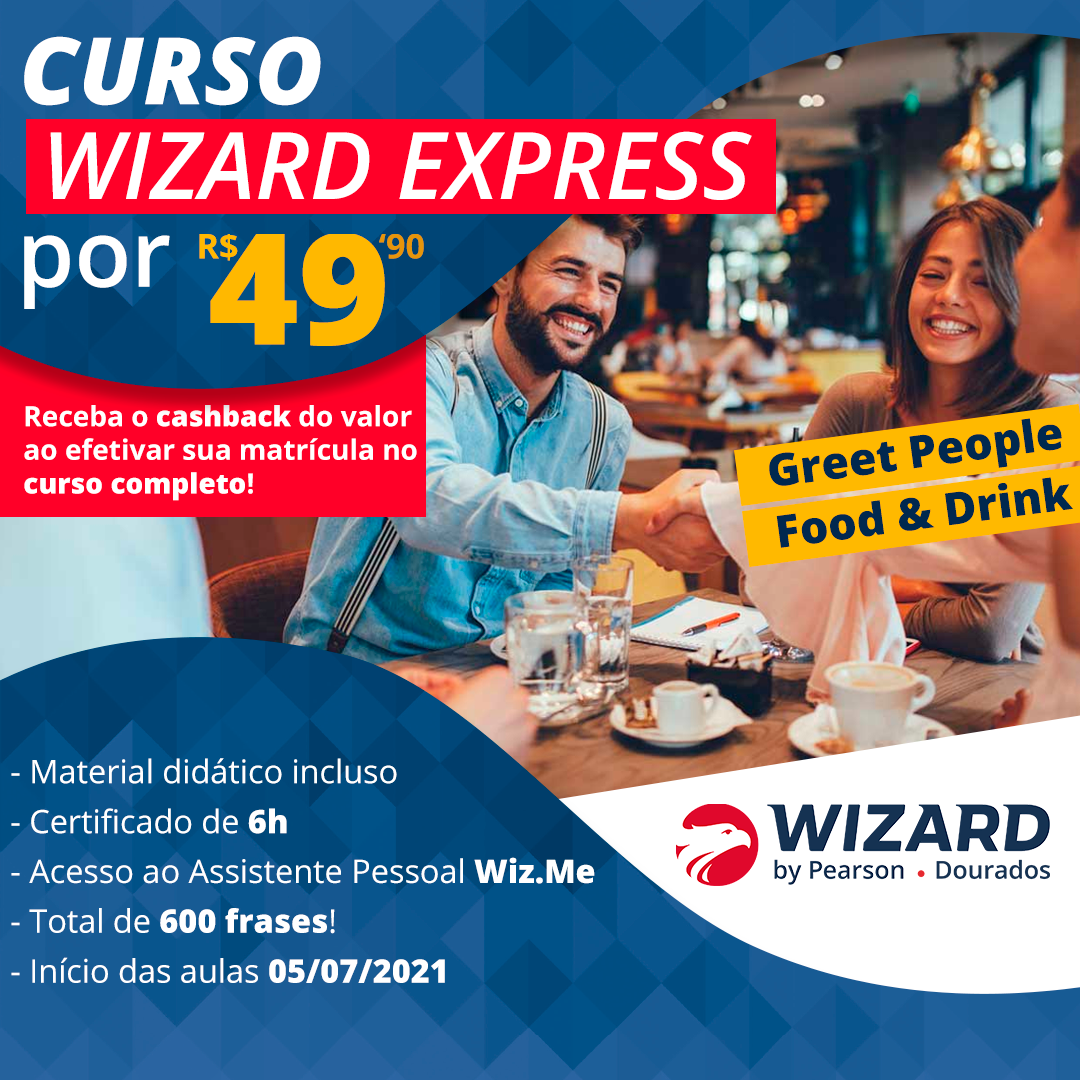 CURSO
WIZARD EXPRESS
por R$ 49 '90
Receba o cashback do valor
ao efetivar sua matrícula no
curso completo!
Greet People
Food & Drink
- Material didático incluso
- Certificado de 6h
- Acesso ao Assistente Pessoal Wiz.Me
- Total de 600 frases!
- Início das aulas 05/07/2021
WIZARD
by Pearson • Dourados